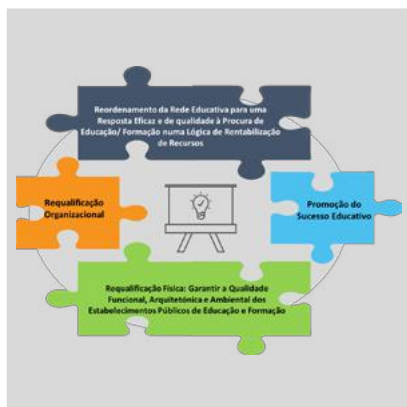 Reordenamento da Rede Educativa para uma
Resposta Eficaz e de qualidade à Procura de
Educação/ Formação numa Lógica de Rentabilização
de Recursos
Requalificação
Organizacional
Promoção do
Sucesso Educativo
Requalificação Física: Garantir a Qualidade
Funcional, Arquitetónica e Ambiental dos
Estabelecimentos Públicos de Educação e Formação